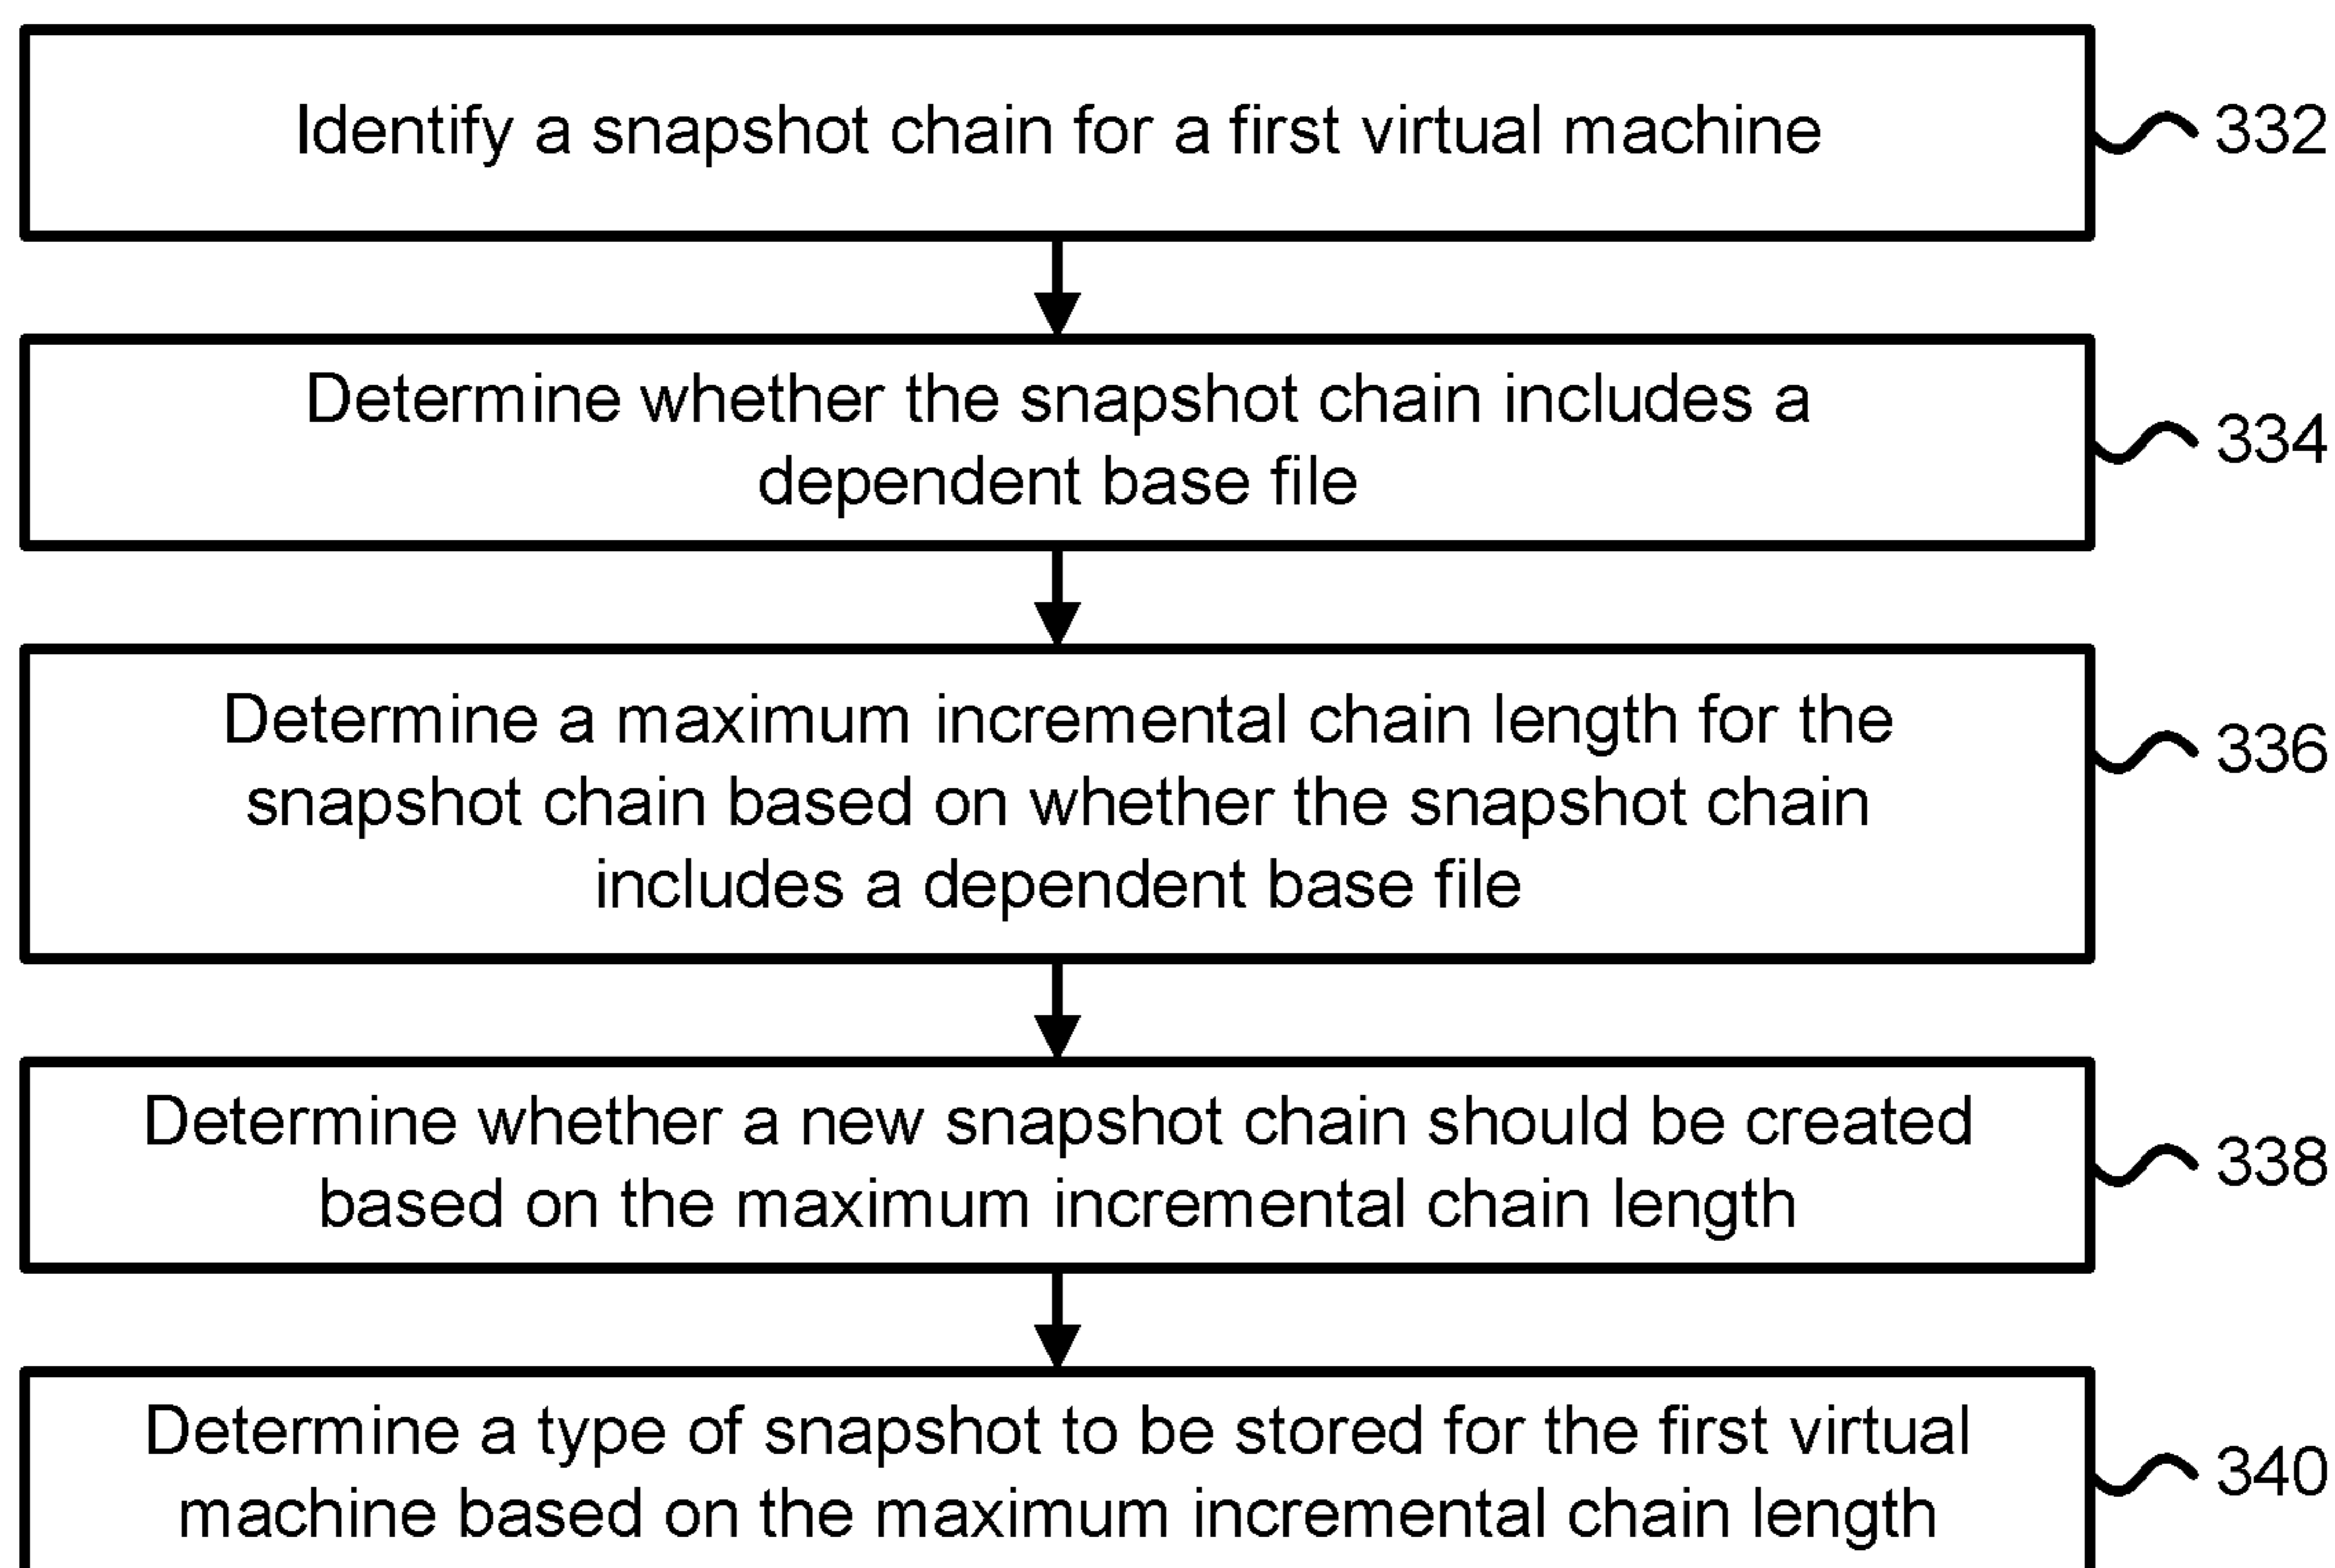 Identify a snapshot chain for a first virtual machine
332
Determine whether the snapshot chain includes a
dependent base file
334
Determine a maximum incremental chain length for the
snapshot chain based on whether the snapshot chain
includes a dependent base file
336
Determine whether a new snapshot chain should be created
based on the maximum incremental chain length
338
Determine a type of snapshot to be stored for the first virtual
machine based on the maximum incremental chain length
340